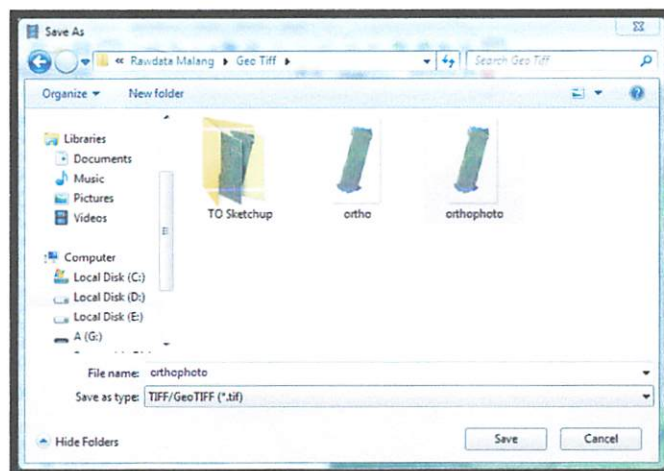 Save As
« Rawdata Malang ▸ Geo Tiff ▸
Search Geo Tiff
Organize
New folder
Libraries
Documents
Music
Pictures
Videos
Computer
Local Disk (C:)
Local Disk (D:)
Local Disk (E:)
A (G:)
TO Sketchup
ortho
orthophoto
File name: orthophoto
Save as type: TIFF/GeoTIFF (*.tif)
Hide Folders
Save
Cancel